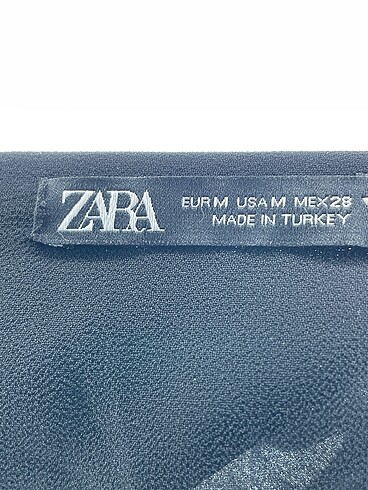 ZARA
EUR M USA M MEX 28
MADE IN TURKEY